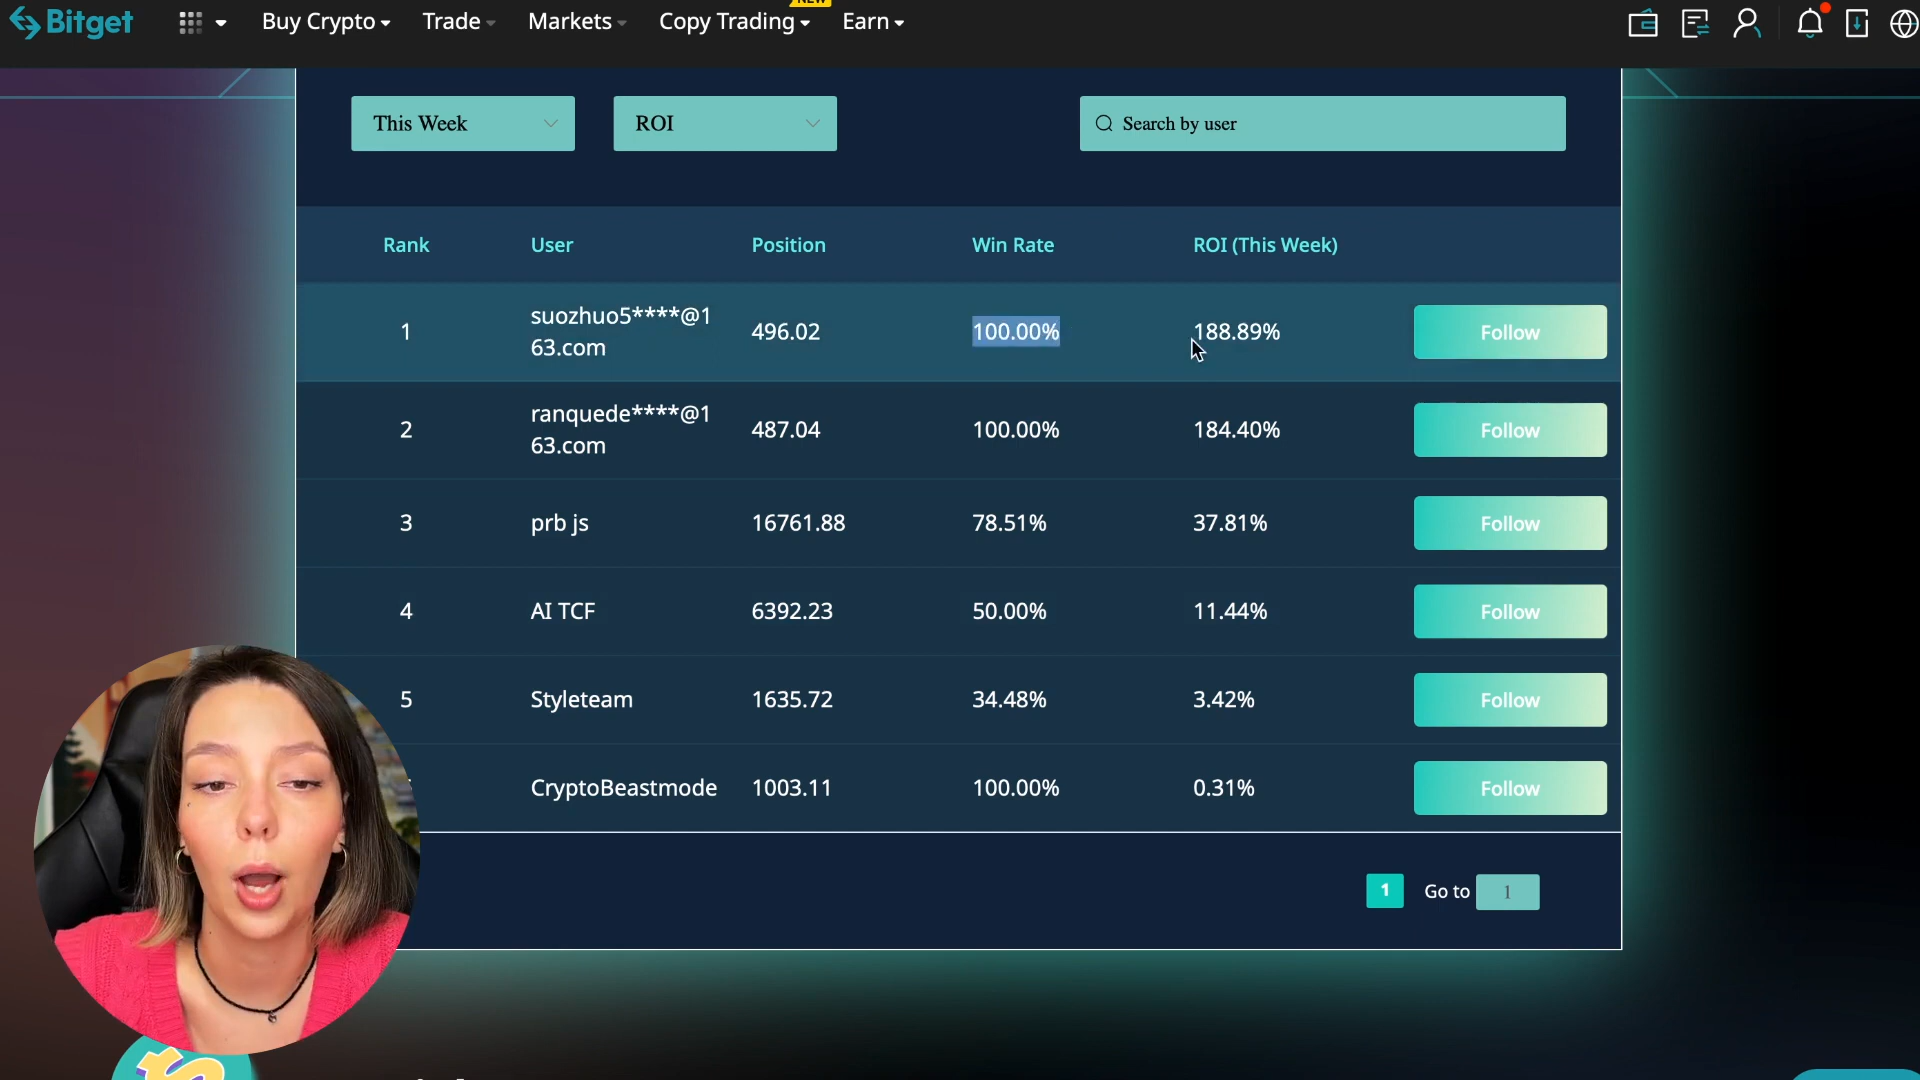 Bitget
Buy Crypto
Trade
Markets
Copy Trading
NEW
Earn
This Week
ROI
Search by user
Rank
User
Position
Win Rate
ROI (This Week)
1
suozhuo5****@1
63.com
496.02
100.00%
188.89%
Follow
2
ranquede****@1
63.com
487.04
100.00%
184.40%
Follow
3
prb js
16761.88
78.51%
37.81%
Follow
4
AI TCF
6392.23
50.00%
11.44%
Follow
5
Styleteam
1635.72
34.48%
3.42%
Follow
CryptoBeastmode
1003.11
100.00%
0.31%
Follow
1
Go to
1